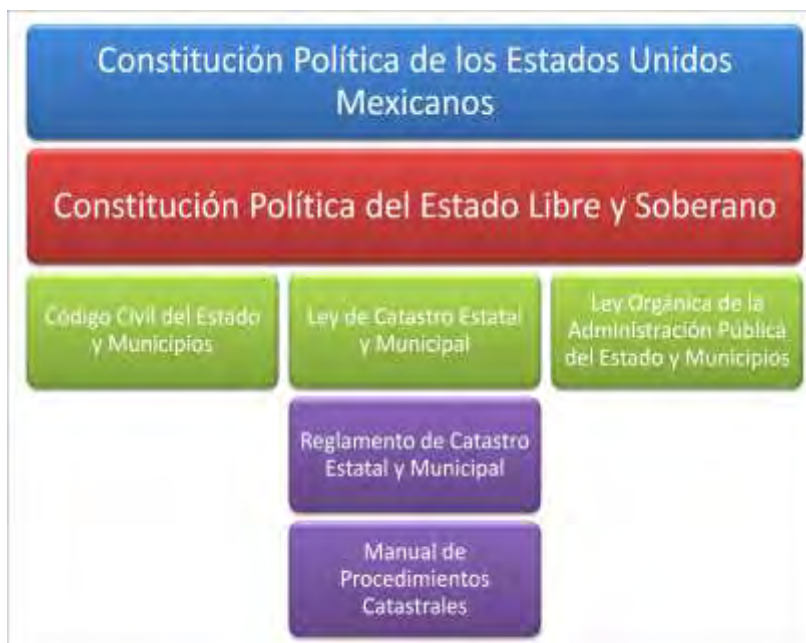 Constitución Política de los Estados Unidos
Mexicanos
Constitución Política del Estado Libre y Soberano
Código Civil del Estado
y Municipios
Ley de Catastro Estatal
y Municipal
Ley Orgánica de la
Administración Pública
del Estado y Municipios
Reglamento de Catastro
Estatal y Municipal
Manual de
Procedimientos
Catastrales